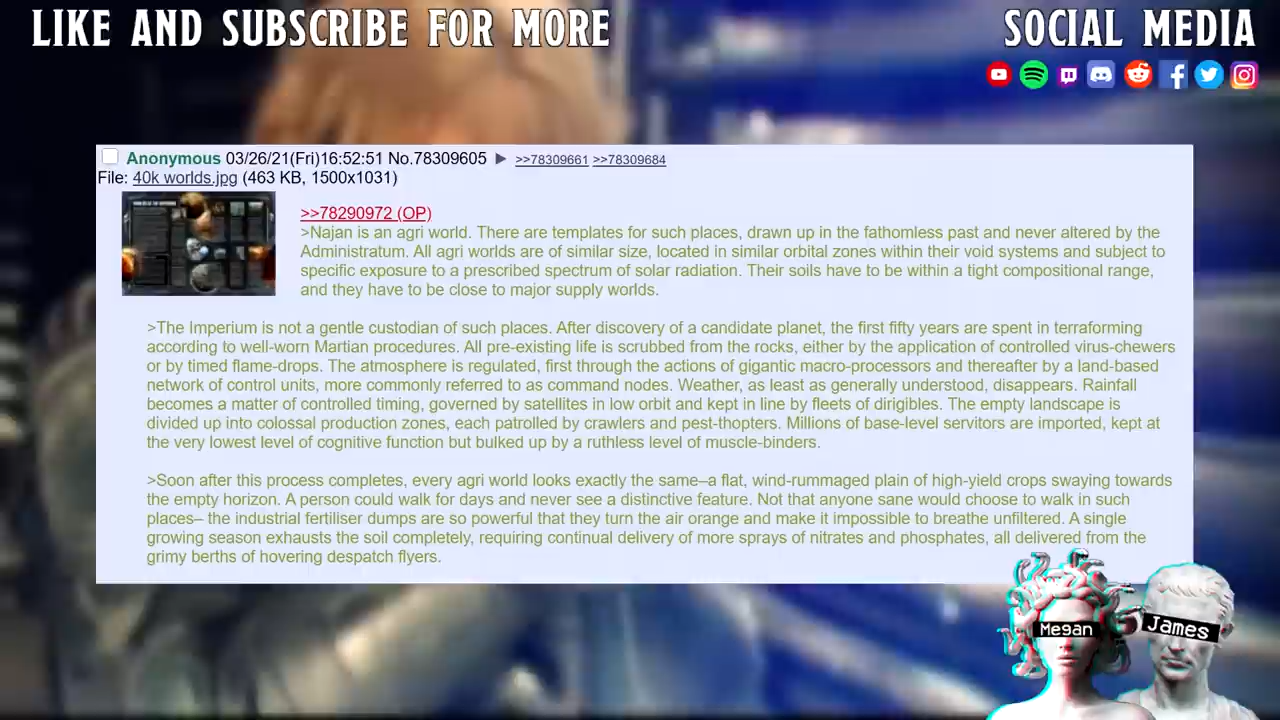 LIKE AND SUBSCRIBE FOR MORE
SOCIAL MEDIA
Anonymous 03/26/21(Fri)16:52:51 No.78309605 ▶ >>78309661 >>78309684
File: 40k worlds.jpg (463 KB, 1500x1031)
>>78290972 (OP)
>Najan is an agri world. There are templates for such places, drawn up in the fathomless past and never altered by the
Administratum. All agri worlds are of similar size, located in similar orbital zones within their void systems and subject to
specific exposure to a prescribed spectrum of solar radiation. Their soils have to be within a tight compositional range,
and they have to be close to major supply worlds.
>The Imperium is not a gentle custodian of such places. After discovery of a candidate planet, the first fifty years are spent in terraforming
according to well-worn Martian procedures. All pre-existing life is scrubbed from the rocks, either by the application of controlled virus-chewers
or by timed flame-drops. The atmosphere is regulated, first through the actions of gigantic macro-processors and thereafter by a land-based
network of control units, more commonly referred to as command nodes. Weather, as least as generally understood, disappears. Rainfall
becomes a matter of controlled timing, governed by satellites in low orbit and kept in line by fleets of dirigibles. The empty landscape is
divided up into colossal production zones, each patrolled by crawlers and pest-thopters. Millions of base-level servitors are imported, kept at
the very lowest level of cognitive function but bulked up by a ruthless level of muscle-binders.
>Soon after this process completes, every agri world looks exactly the same–a flat, wind-rummaged plain of high-yield crops swaying towards
the empty horizon. A person could walk for days and never see a distinctive feature. Not that anyone sane would choose to walk in such
places– the industrial fertiliser dumps are so powerful that they turn the air orange and make it impossible to breathe unfiltered. A single
growing season exhausts the soil completely, requiring continual delivery of more sprays of nitrates and phosphates, all delivered from the
grimy berths of hovering despatch flyers.
Megan
James